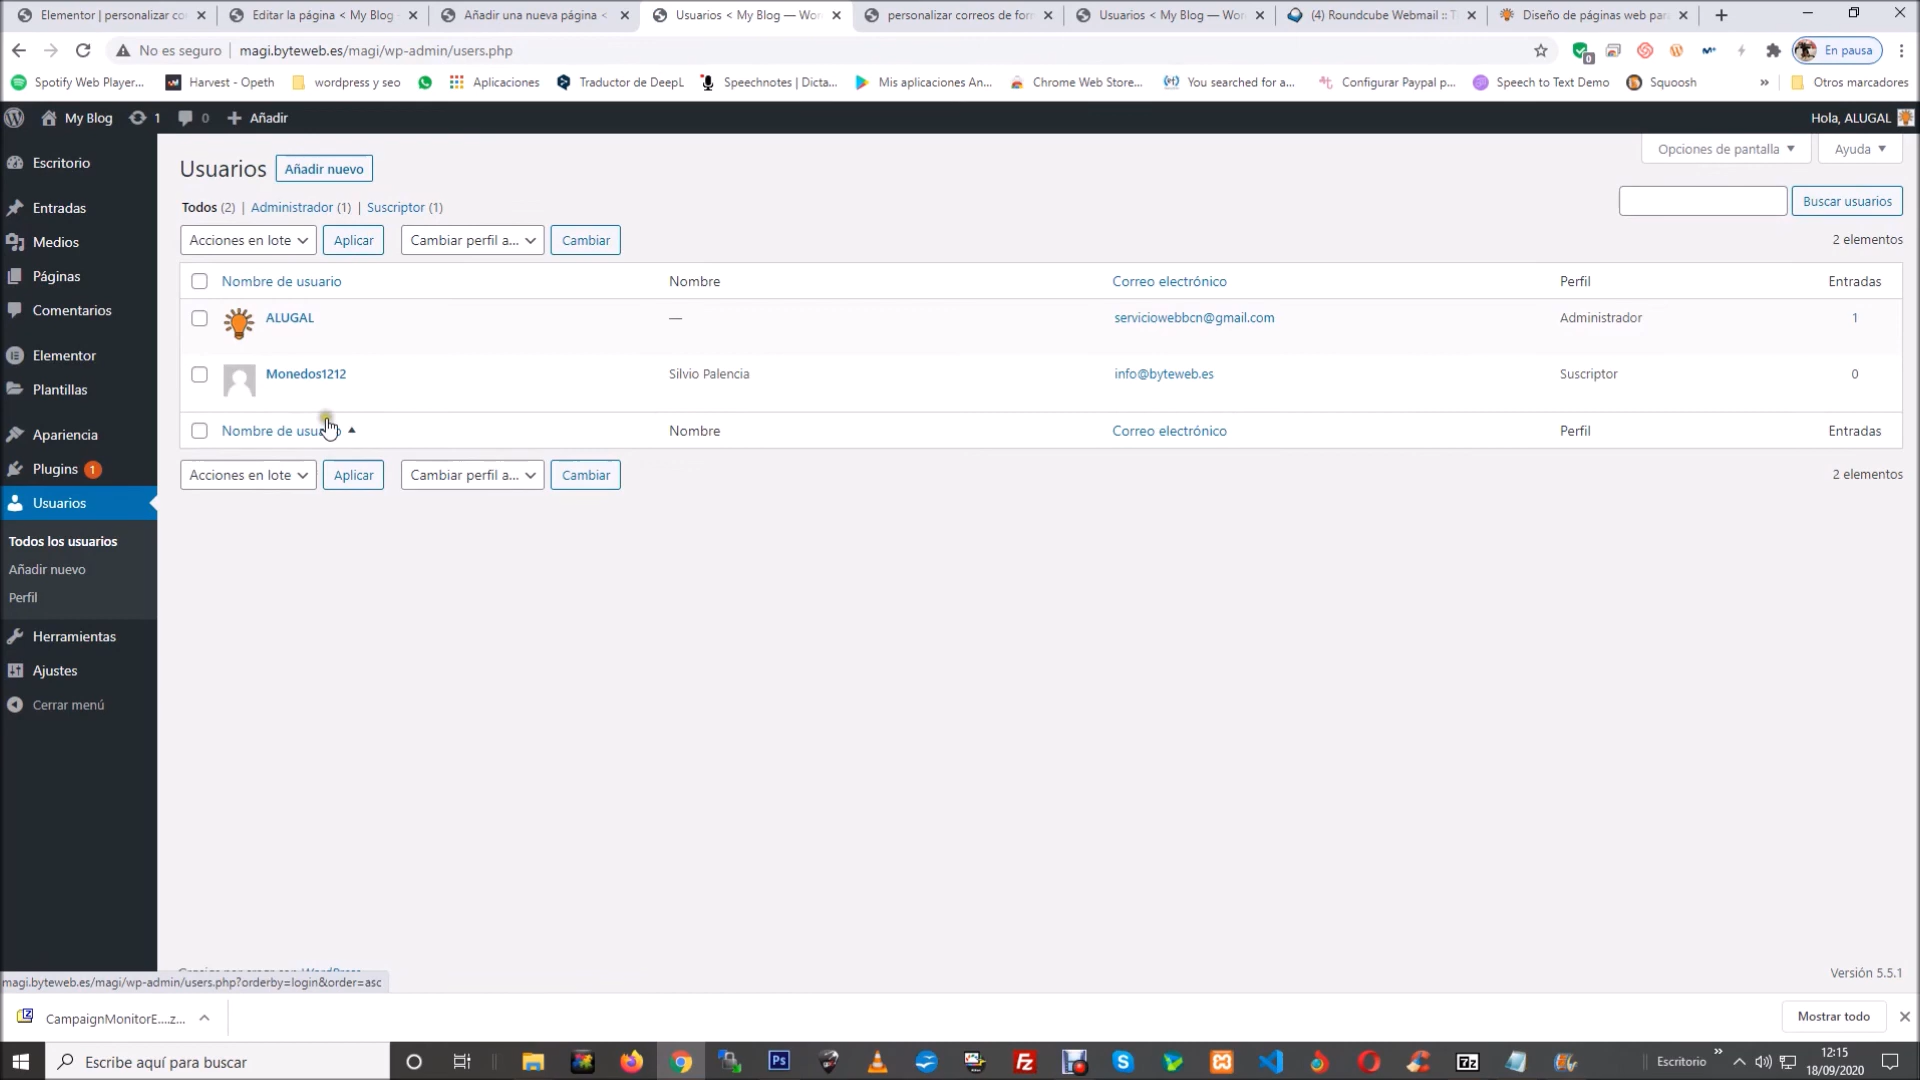 Elementor | personalizar co
Editar la página < My Blog
Añadir una nueva página <
Usuarios < My Blog — Wor
personalizar correos de for
Usuarios < My Blog — Wor
(4) Roundcube Webmail :: T
Diseño de páginas web para
No es seguro | magi.byteweb.es/magi/wp-admin/users.php
En pausa
Spotify Web Player...
Harvest - Opeth
wordpress y seo
Aplicaciones
Traductor de DeepL
Speechnotes | Dicta...
Mis aplicaciones An...
Chrome Web Store...
You searched for a...
Configurar Paypal p...
Speech to Text Demo
Squoosh
»
Otros marcadores
My Blog 1 0 + Añadir
Hola, ALUGAL
Escritorio
Entradas
Medios
Páginas
Comentarios
Elementor
Plantillas
Apariencia
Plugins 1
Usuarios
Todos los usuarios
Añadir nuevo
Perfil
Herramientas
Ajustes
Cerrar menú
Opciones de pantalla
Ayuda
Usuarios Añadir nuevo
Todos (2) | Administrador (1) | Suscriptor (1)
Buscar usuarios
Acciones en lote Aplicar Cambiar perfil a... Cambiar
2 elementos
Nombre de usuario Nombre Correo electrónico Perfil Entradas
ALUGAL — serviciowebbcn@gmail.com Administrador 1
Monedos1212 Silvio Palencia info@byteweb.es Suscriptor 0
Nombre de usu Nombre Correo electrónico Perfil Entradas
Acciones en lote Aplicar Cambiar perfil a... Cambiar
2 elementos
Versión 5.5.1
magi.byteweb.es/magi/wp-admin/users.php?orderby=login&order=asc
CampaignMonitorE....z...
Mostrar todo
Escribe aquí para buscar
Ps
Fz
7z
Escritorio
»
12:15
18/09/2020